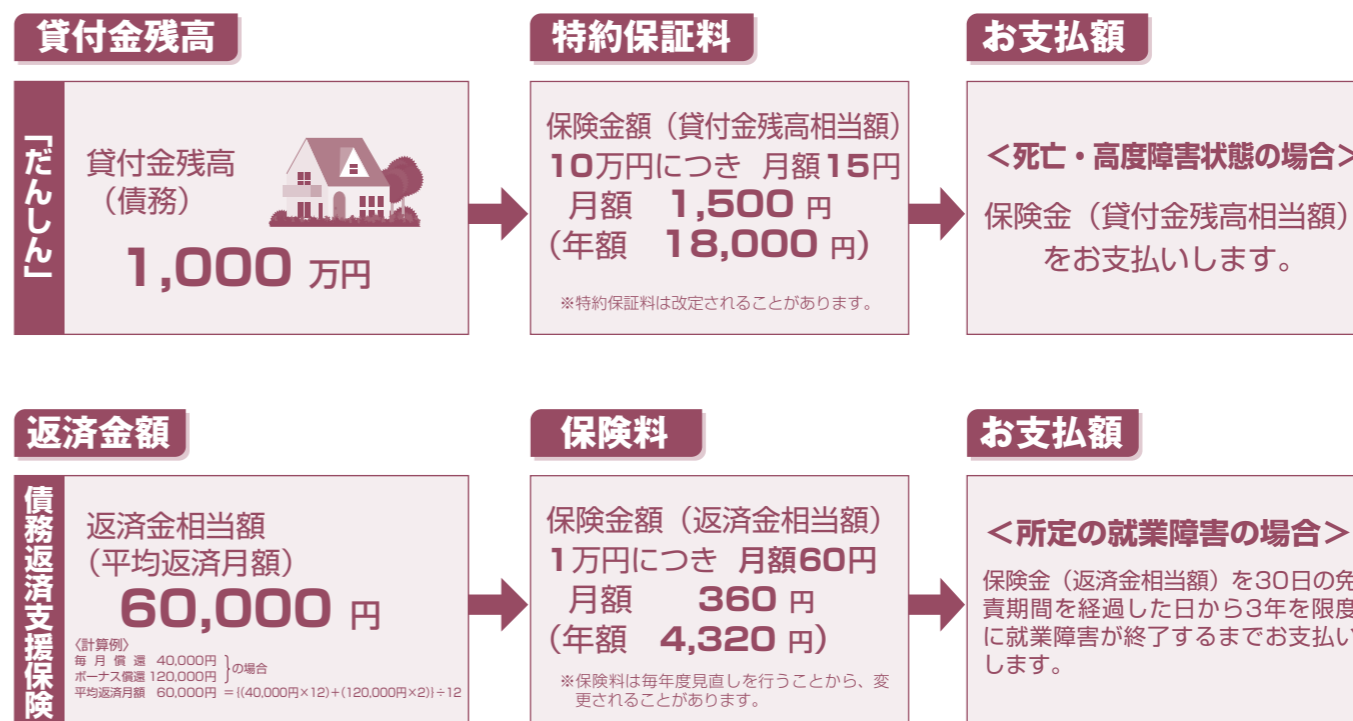 貸付金残高
特約保証料
お支払額
「だんしん」
貸付金残高
（債務）
1,000 万円
保険金額（貸付金残高相当額）
10万円につき 月額15円
月額 1,500 円
（年額 18,000 円）
※特約保証料は改定されることがあります。
＜死亡・高度障害状態の場合＞
保険金（貸付金残高相当額）
をお支払いします。
返済金額
保険料
お支払額
債務返済支援保険
返済金相当額
（平均返済月額）
60,000 円
〈計算例〉
毎月償還 40,000円
ボーナス償還 120,000円
}の場合
平均返済月額 60,000円 ＝{(40,000円×12)+(120,000円×2)}÷12
保険金額（返済金相当額）
1万円につき 月額60円
月額 360 円
（年額 4,320 円）
※保険料は毎年度見直しを行うことから、変
更されることがあります。
＜所定の就業障害の場合＞
保険金（返済金相当額）を30日の免
責期間を経過した日から3年を限度
に就業障害が終了するまでお支払い
します。